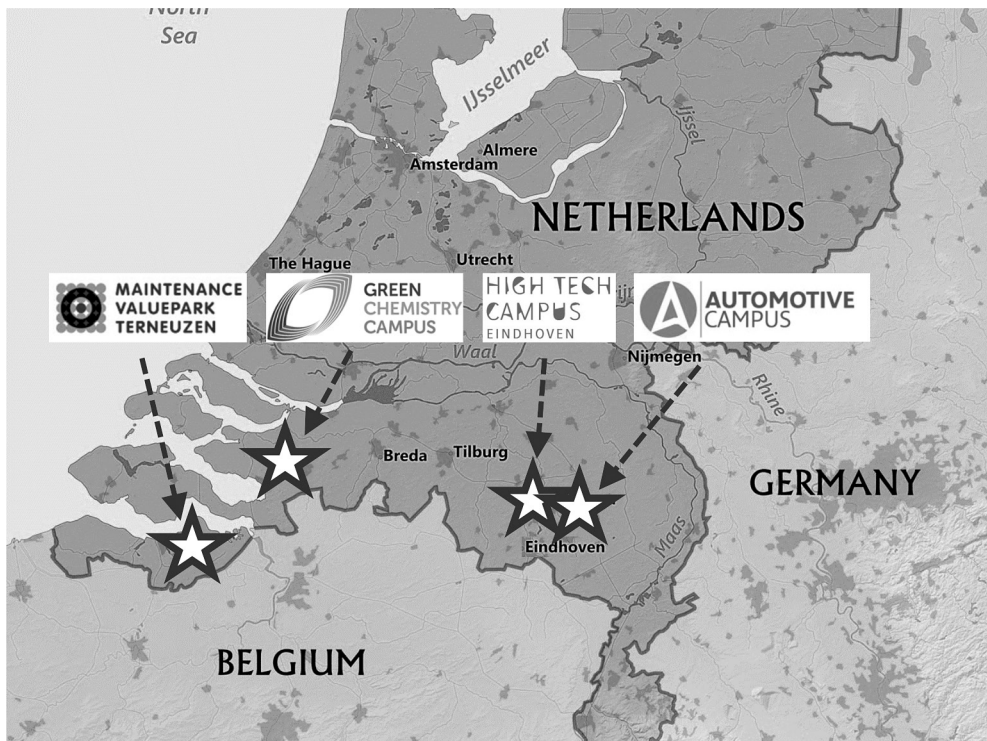 North
Sea
IJsselmeer
Ijssel
Almere
Amsterdam
NETHERLANDS
Utrecht
The Hague
MAINTENANCE
VALUEPARK
TERNEUZEN
GREEN
CHEMISTRY
CAMPUS
HIGH TECH
CAMPUS
EINDHOVEN
AUTOMOTIVE
CAMPUS
Waal
Nijmegen
Rhine
Breda
Tilburg
GERMANY
Eindhoven
Maas
BELGIUM